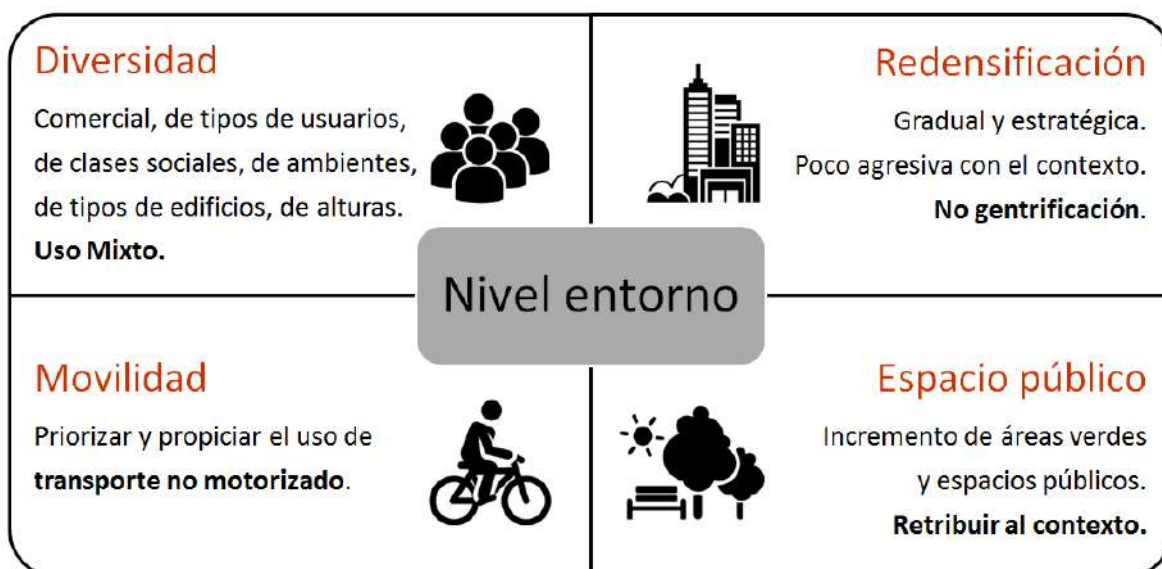 Diversidad
Comercial, de tipos de usuarios,
de clases sociales, de ambientes,
de tipos de edificios, de alturas.
Uso Mixto.
Redensificación
Gradual y estratégica.
Poco agresiva con el contexto.
No gentrificación.
Nivel entorno
Movilidad
Priorizar y propiciar el uso de
transporte no motorizado.
Espacio público
Incremento de áreas verdes
y espacios públicos.
Retribuir al contexto.